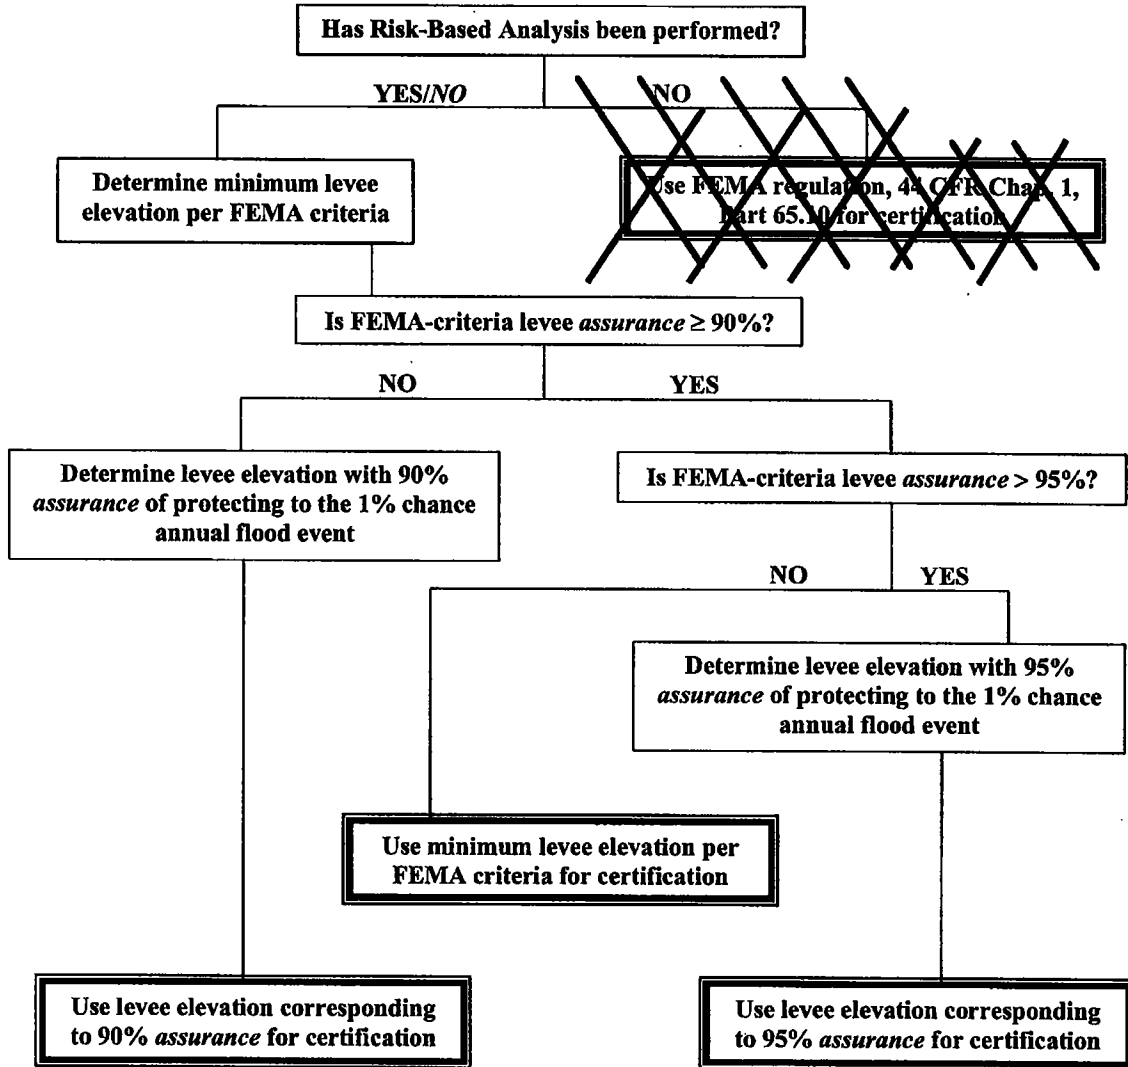 Has Risk-Based Analysis been performed?
YES/NO
NO
Determine minimum levee
elevation per FEMA criteria
Use FEMA regulation, 44 CFR Chap. 1,
Part 65.10 for certification
Is FEMA-criteria levee assurance ≥ 90%?
NO
YES
Determine levee elevation with 90%
assurance of protecting to the 1% chance
annual flood event
Is FEMA-criteria levee assurance > 95%?
NO
YES
Determine levee elevation with 95%
assurance of protecting to the 1% chance
annual flood event
Use minimum levee elevation per
FEMA criteria for certification
Use levee elevation corresponding
to 90% assurance for certification
Use levee elevation corresponding
to 95% assurance for certification